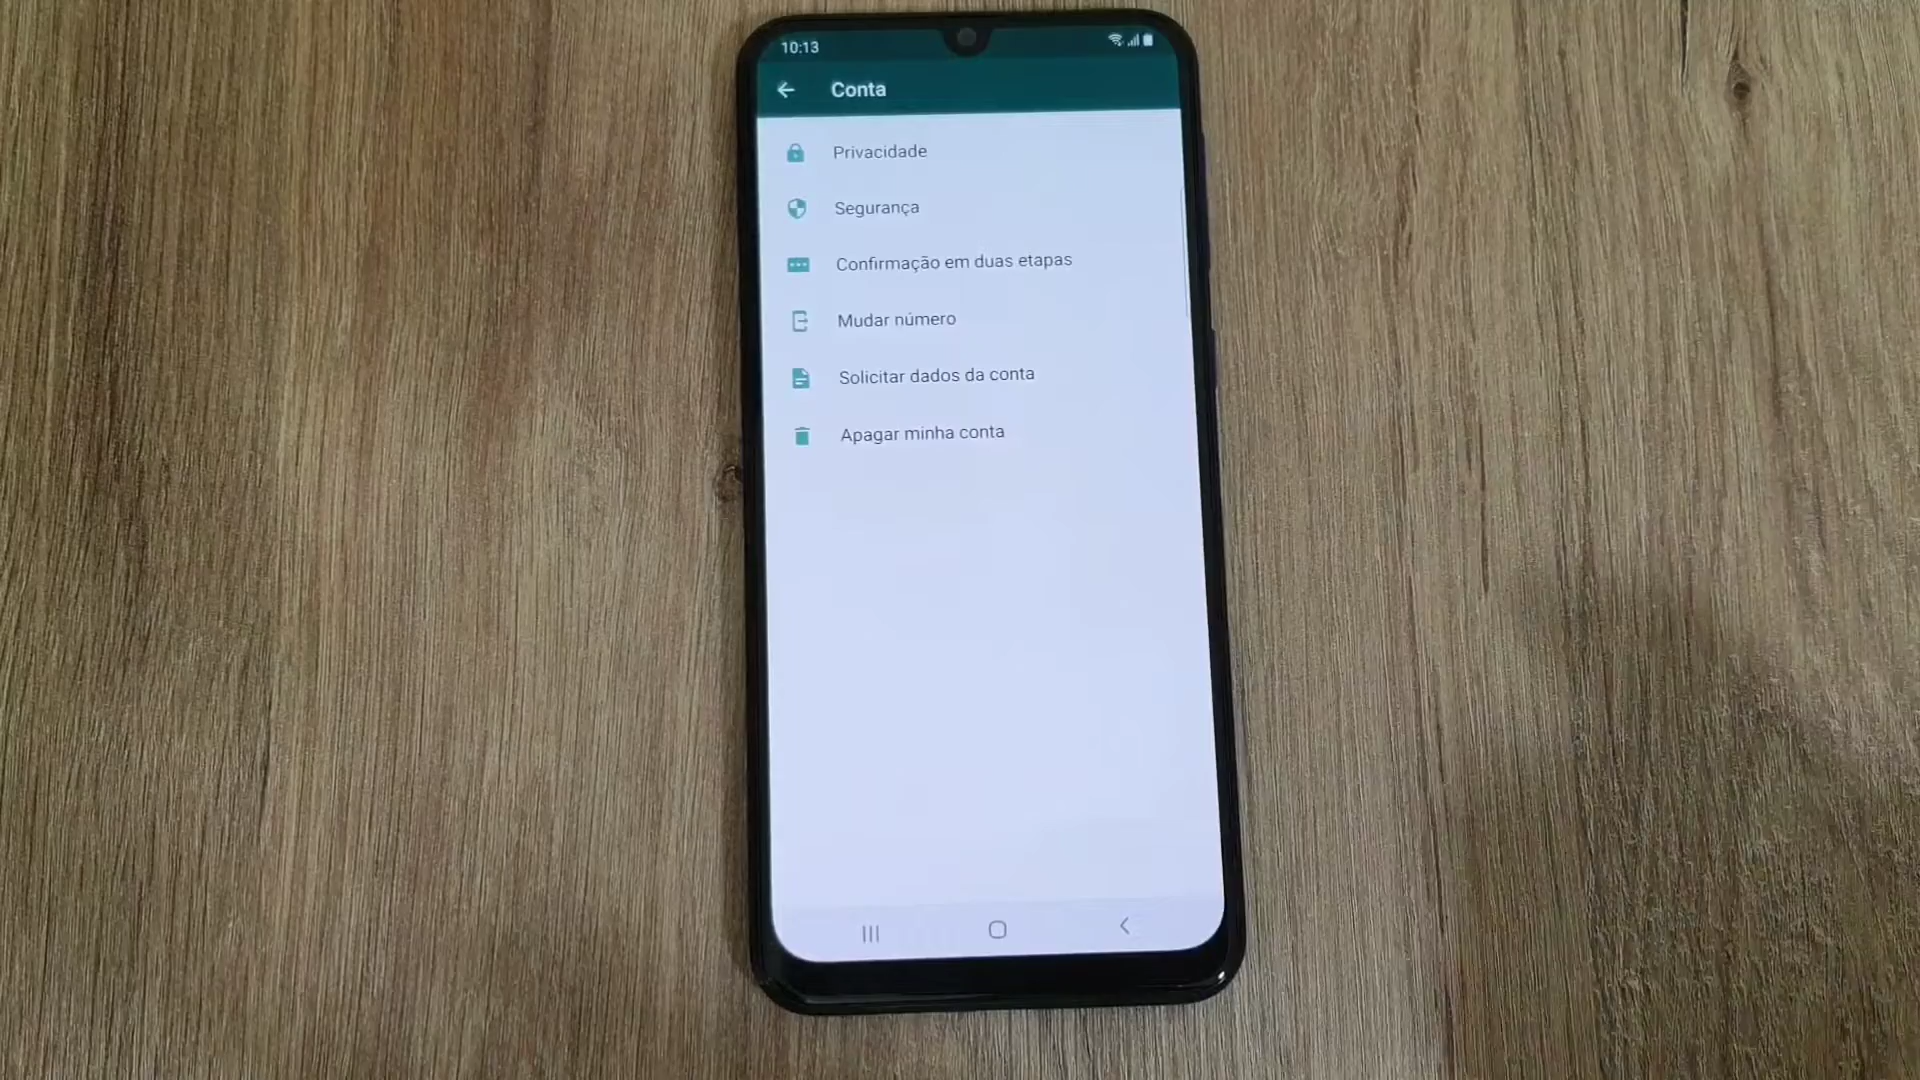 10:13
Conta
Privacidade
Segurança
Confirmação em duas etapas
Mudar número
Solicitar dados da conta
Apagar minha conta